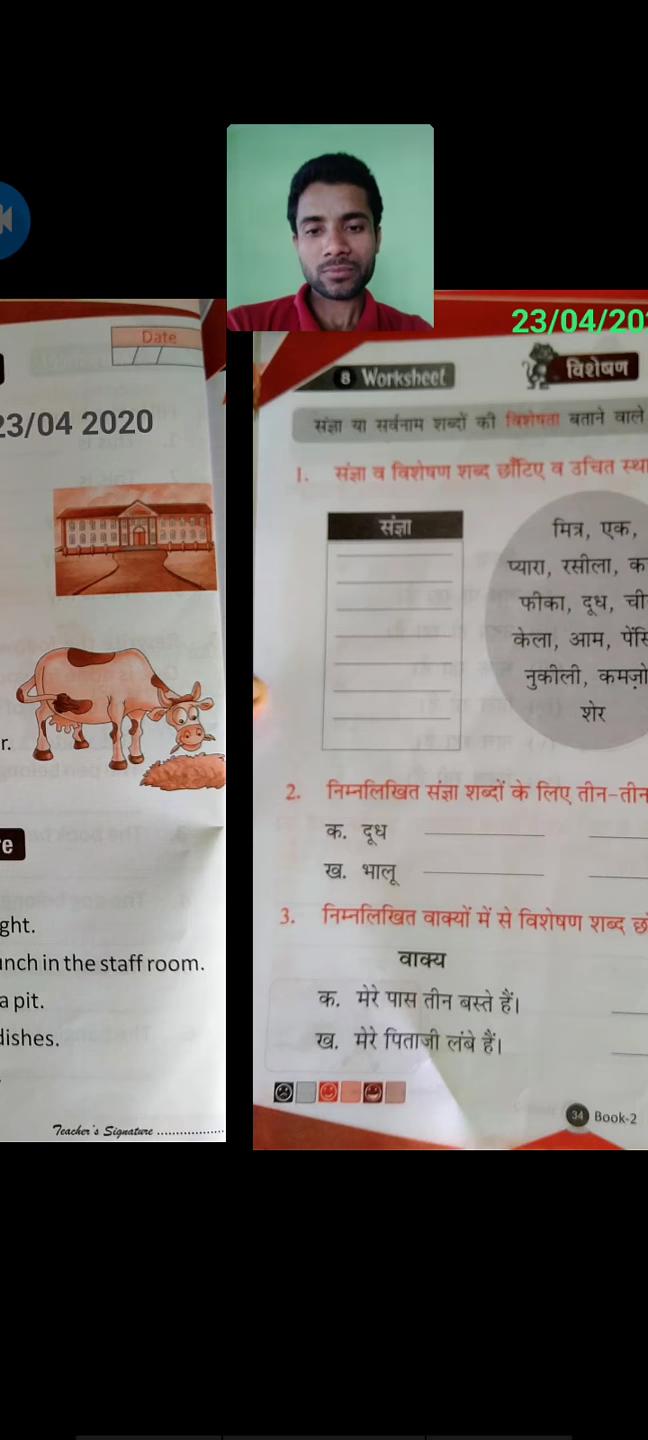 Date
23/04 2020
r.
re
ght.
unch in the staff room.
a pit.
dishes.
Teacher's Signature
23/04/20
8 Worksheet
विशेषण
संज्ञा या सर्वनाम शब्दों की विशेषता बताने वाले
1. संज्ञा व विशेषण शब्द छाँटिए व उचित स्था
संज्ञा
मित्र, एक,
प्यारा, रसीला, क
फीका, दूध, ची
केला, आम, पेंसि
नुकीली, कमज़ो
शेर
2. निम्नलिखित संज्ञा शब्दों के लिए तीन-तीन
क. दूध
ख. भालू
3. निम्नलिखित वाक्यों में से विशेषण शब्द छाँ
वाक्य
क. मेरे पास तीन बस्ते हैं।
ख. मेरे पिताजी लंबे हैं।
34 Book-2